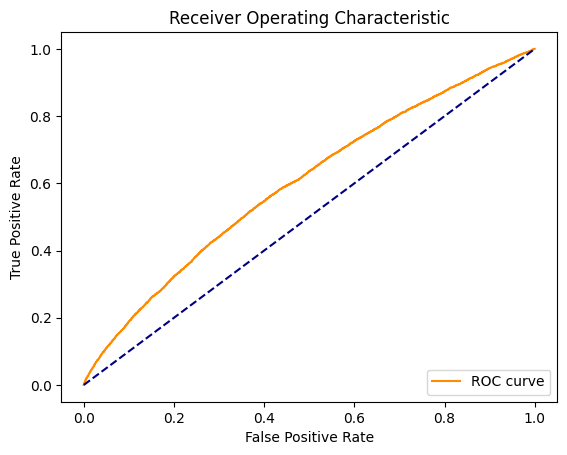 Receiver Operating Characteristic
True Positive Rate
1.0
0.8
0.6
0.4
0.2
0.0
ROC curve
0.0 0.2 0.4 0.6 0.8 1.0
False Positive Rate